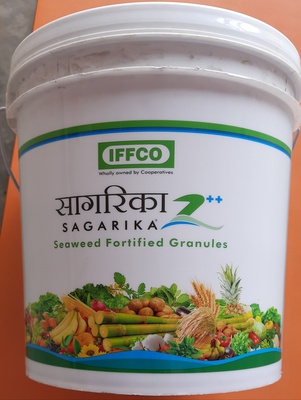 IFFCO
Wholly owned by Cooperatives
सागरिका Z++
SAGARIKA®
Seaweed Fortified Granules